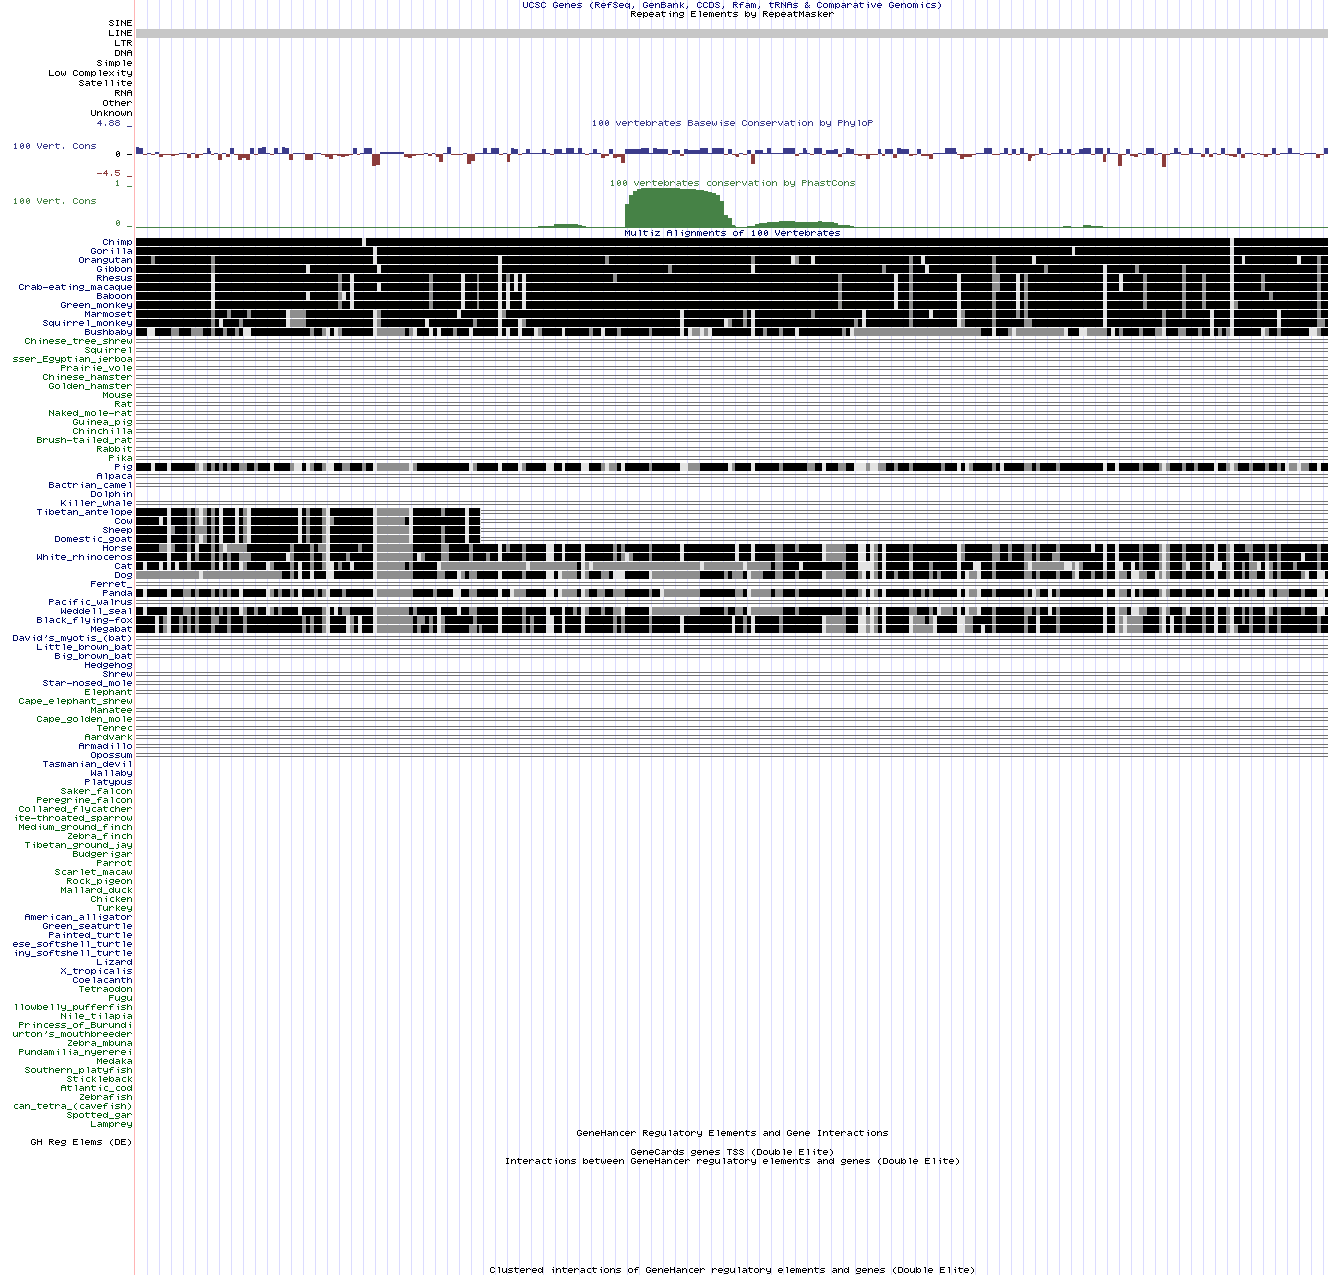 UCSC Genes (RefSeq, GenBank, CCDS, Rfam, tRNAs & Comparative Genomics)
Repeating Elements by RepeatMasker
SINE
LINE
LTR
DNA
Simple
Low Complexity
Satellite
RNA
Other
Unknown
100 vertebrates Basewise Conservation by PhyloP
4.88 _
100 Vert. Cons
0 -
-4.5 _
100 vertebrates conservation by PhastCons
1 _
100 Vert. Cons
0 _
Multiz Alignments of 100 Vertebrates
Chimp
Gorilla
Orangutan
Gibbon
Rhesus
Crab-eating_macaque
Baboon
Green_monkey
Marmoset
Squirrel_monkey
Bushbaby
Chinese_tree_shrew
Squirrel
sser_Egyptian_jerboa
Prairie_vole
Chinese_hamster
Golden_hamster
Mouse
Rat
Naked_mole-rat
Guinea_pig
Chinchilla
Brush-tailed_rat
Rabbit
Pika
Pig
Alpaca
Bactrian_camel
Dolphin
Killer_whale
Tibetan_antelope
Cow
Sheep
Domestic_goat
Horse
White_rhinoceros
Cat
Dog
Ferret_
Panda
Pacific_walrus
Weddell_seal
Black_flying-fox
Megabat
David's_myotis_(bat)
Little_brown_bat
Big_brown_bat
Hedgehog
Shrew
Star-nosed_mole
Elephant
Cape_elephant_shrew
Manatee
Cape_golden_mole
Tenrec
Aardvark
Armadillo
Opossum
Tasmanian_devil
Wallaby
Platypus
Saker_falcon
Peregrine_falcon
Collared_flycatcher
ite-throated_sparrow
Medium_ground_finch
Zebra_finch
Tibetan_ground_jay
Budgerigar
Parrot
Scarlet_macaw
Rock_pigeon
Mallard_duck
Chicken
Turkey
American_alligator
Green_seaturtle
Painted_turtle
ese_softshell_turtle
iny_softshell_turtle
Lizard
X_tropicalis
Coelacanth
Tetraodon
Fugu
llowbelly_pufferfish
Nile_tilapia
Princess_of_Burundi
urton's_mouthbreeder
Zebra_mbuna
Pundamilia_nyererei
Medaka
Southern_platyfish
Stickleback
Atlantic_cod
Zebrafish
can_tetra_(cavefish)
Spotted_gar
Lamprey
GeneHancer Regulatory Elements and Gene Interactions
GH Reg Elems (DE)
GeneCards genes TSS (Double Elite)
Interactions between GeneHancer regulatory elements and genes (Double Elite)
Clustered interactions of GeneHancer regulatory elements and genes (Double Elite)